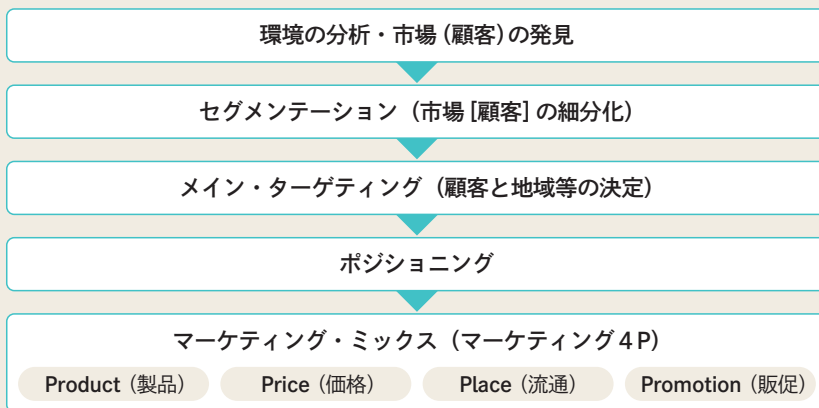 環境の分析・市場(顧客)の発見
セグメンテーション(市場[顧客]の細分化)
メイン・ターゲティング(顧客と地域等の決定)
ポジショニング
マーケティング・ミックス(マーケティング4P)
Product(製品) Price(価格) Place(流通) Promotion(販促)